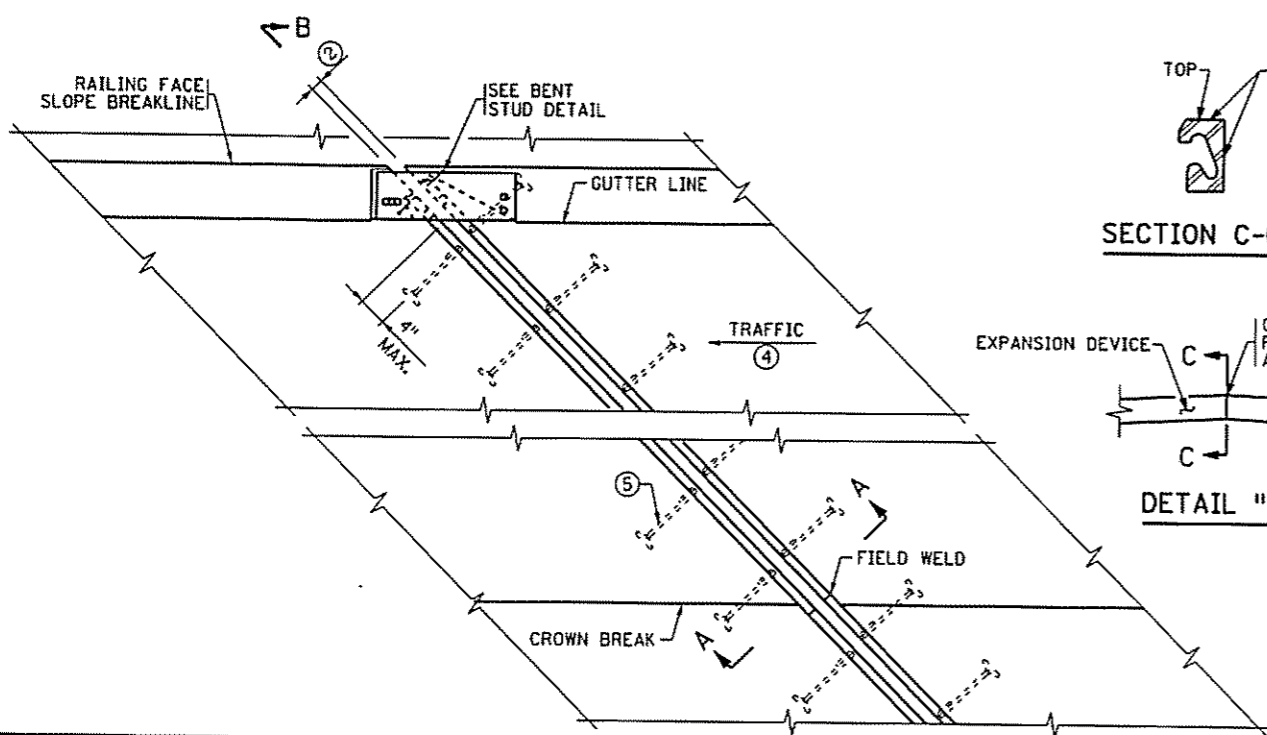 B
2
RAILING FACE
SLOPE BREAKLINE
SEE BENT
STUD DETAIL
TOP
GUTTER LINE
SECTION C-
4"
MAX.
TRAFFIC
4
EXPANSION DEVICE
C
C
DETAIL "
5
A
FIELD WELD
CROWN BREAK
A